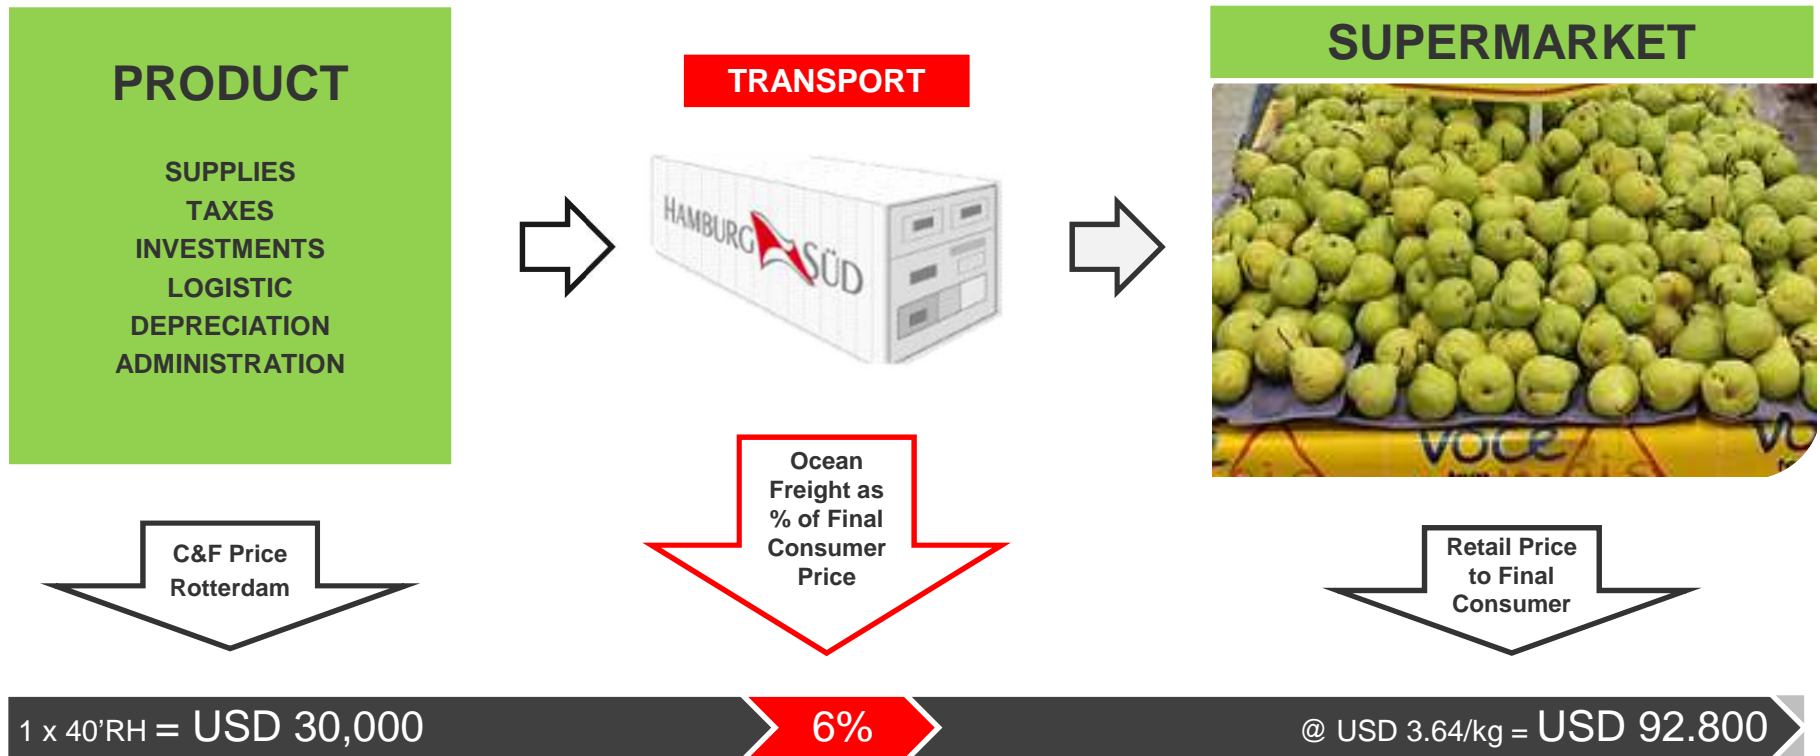 PRODUCT
SUPPLIES
TAXES
INVESTMENTS
LOGISTIC
DEPRECIATION
ADMINISTRATION
C&F Price
Rotterdam
TRANSPORT
HAMBURG SÜD
Ocean
Freight as
% of Final
Consumer
Price
SUPERMARKET
voce
Retail Price
to Final
Consumer
1 x 40’RH = USD 30,000
6%
@ USD 3.64/kg = USD 92.800